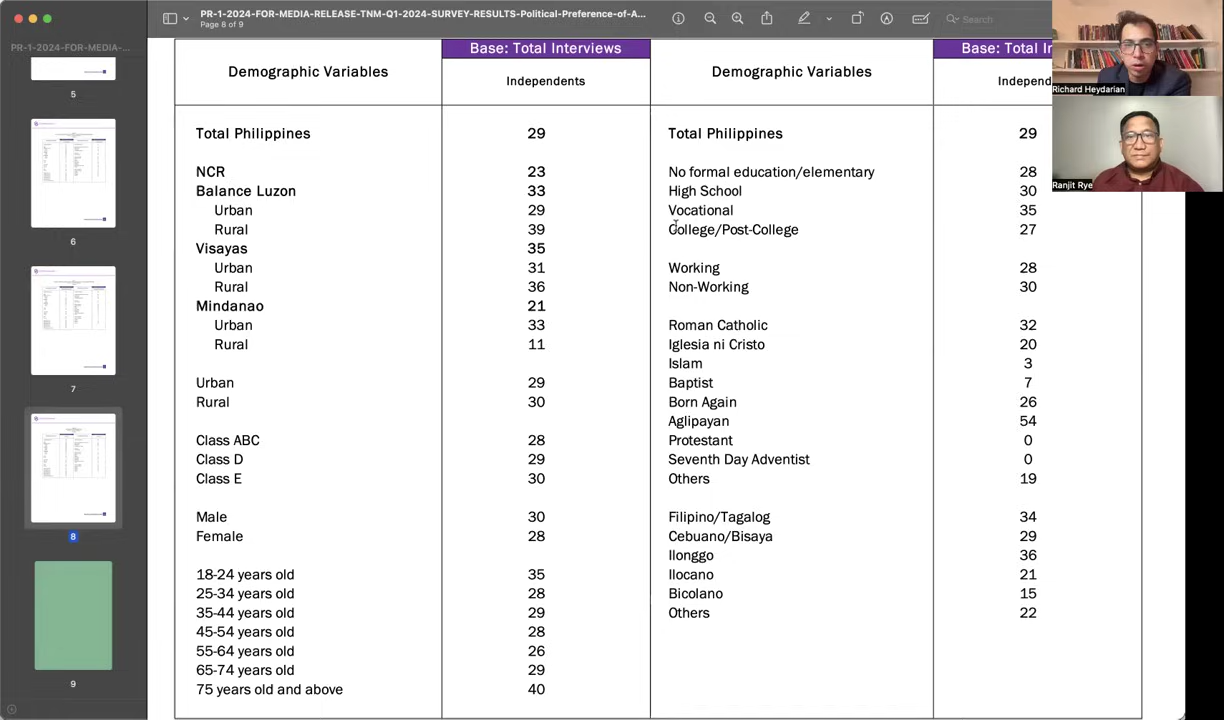 PR-1-2024-FOR-MEDIA-RELEASE-TNM-Q1-2024-SURVEY-RESULTS-Political-Preference-of-A...
Page 8 of 9
Search
PR-1-2024-FOR-MEDIA-...
5
6
7
8
9
Richard Heydarian
Ranjit Rye
Demographic Variables
Base: Total Interviews
Independents
Demographic Variables
Base: Total In
Independ
Total Philippines 29
NCR 23
Balance Luzon 33
Urban 29
Rural 39
Visayas 35
Urban 31
Rural 36
Mindanao 21
Urban 33
Rural 11
Urban 29
Rural 30
Class ABC 28
Class D 29
Class E 30
Male 30
Female 28
18-24 years old 35
25-34 years old 28
35-44 years old 29
45-54 years old 28
55-64 years old 26
65-74 years old 29
75 years old and above 40
Total Philippines 29
No formal education/elementary 28
High School 30
Vocational 35
College/Post-College 27
Working 28
Non-Working 30
Roman Catholic 32
Iglesia ni Cristo 20
Islam 3
Baptist 7
Born Again 26
Aglipayan 54
Protestant 0
Seventh Day Adventist 0
Others 19
Filipino/Tagalog 34
Cebuano/Bisaya 29
Ilonggo 36
Ilocano 21
Bicolano 15
Others 22